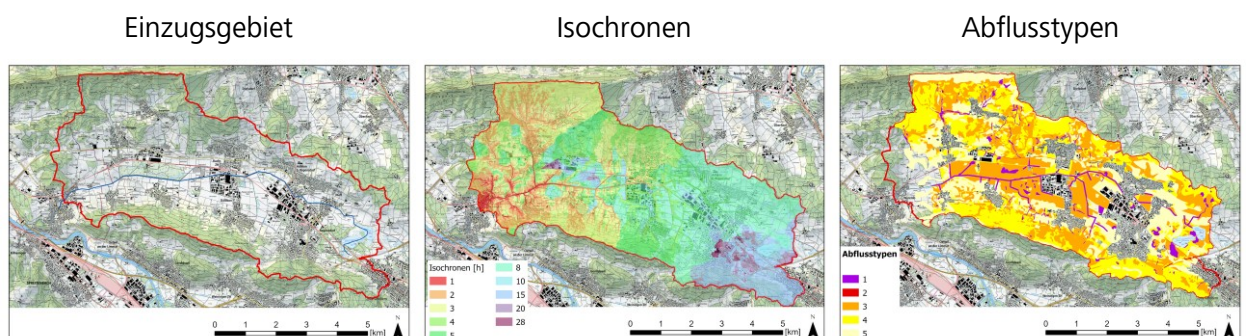 Einzugsgebiet
Isochronen
Abflusstypen
N
0 1 2 3 4 5
[km]
Isochronen [h]
1
2
3
4
5
8
10
15
20
28
N
0 1 2 3 4 5
[km]
Abflusstypen
1
2
3
4
5
N
0 1 2 3 4 5
[km]